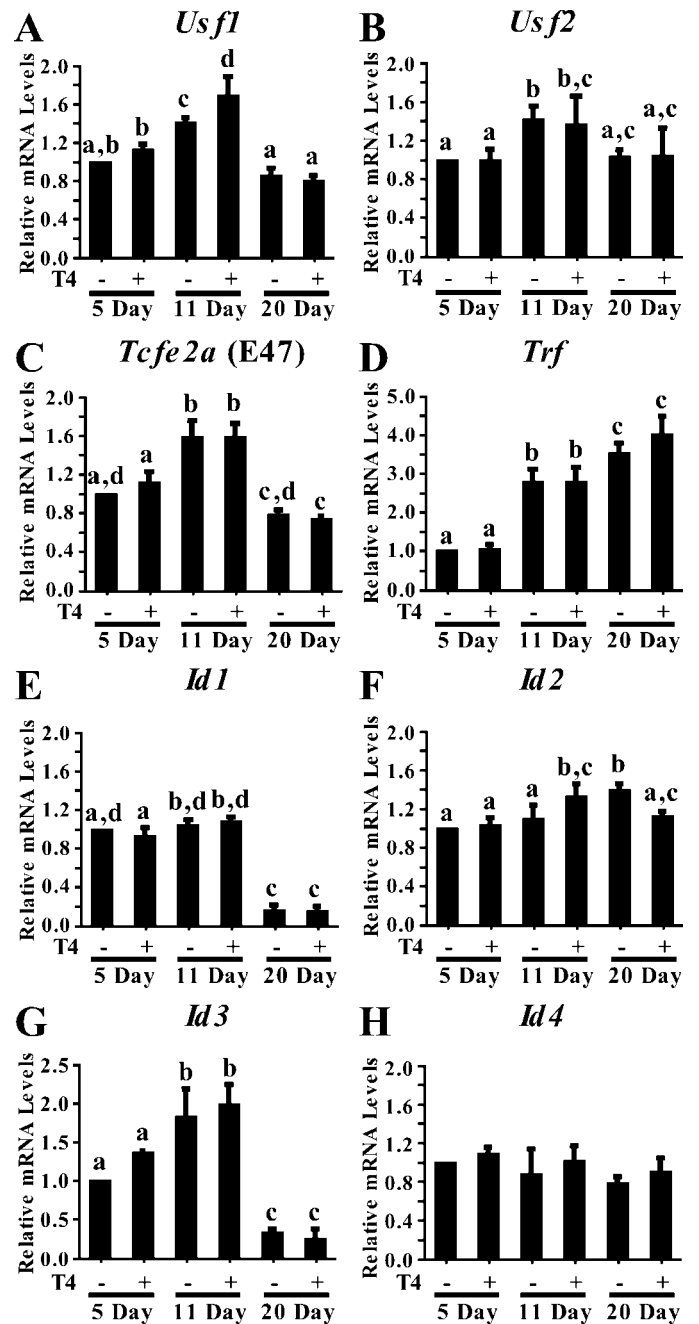 A Usf1
Relative mRNA Levels
2.0
1.6
1.2
0.8
0.4
0.0
a,b b c d a a
T4 - + - + - +
5 Day 11 Day 20 Day
B Usf2
Relative mRNA Levels
2.0
1.6
1.2
0.8
0.4
0.0
a a b b,c a,c a,c
- + - + - +
5 Day 11 Day 20 Day
C Tcfe2a (E47)
Relative mRNA Levels
2.0
1.6
1.2
0.8
0.4
0.0
a,d a b b c,d c
T4 - + - + - +
5 Day 11 Day 20 Day
D Trf
Relative mRNA Levels
5.0
4.0
3.0
2.0
1.0
0.0
a a b b c c
T4 - + - + - +
5 Day 11 Day 20 Day
E Id1
Relative mRNA Levels
2.0
1.6
1.2
0.8
0.4
0.0
a,d a b,d b,d c c
T4 - + - + - +
5 Day 11 Day 20 Day
F Id2
Relative mRNA Levels
2.0
1.6
1.2
0.8
0.4
0.0
a a a b,c b a,c
T4 - + - + - +
5 Day 11 Day 20 Day
G Id3
Relative mRNA Levels
2.5
2.0
1.5
1.0
0.5
0.0
a a b b c c
T4 - + - + - +
5 Day 11 Day 20 Day
H Id4
Relative mRNA Levels
2.0
1.6
1.2
0.8
0.4
0.0
T4 - + - + - +
5 Day 11 Day 20 Day